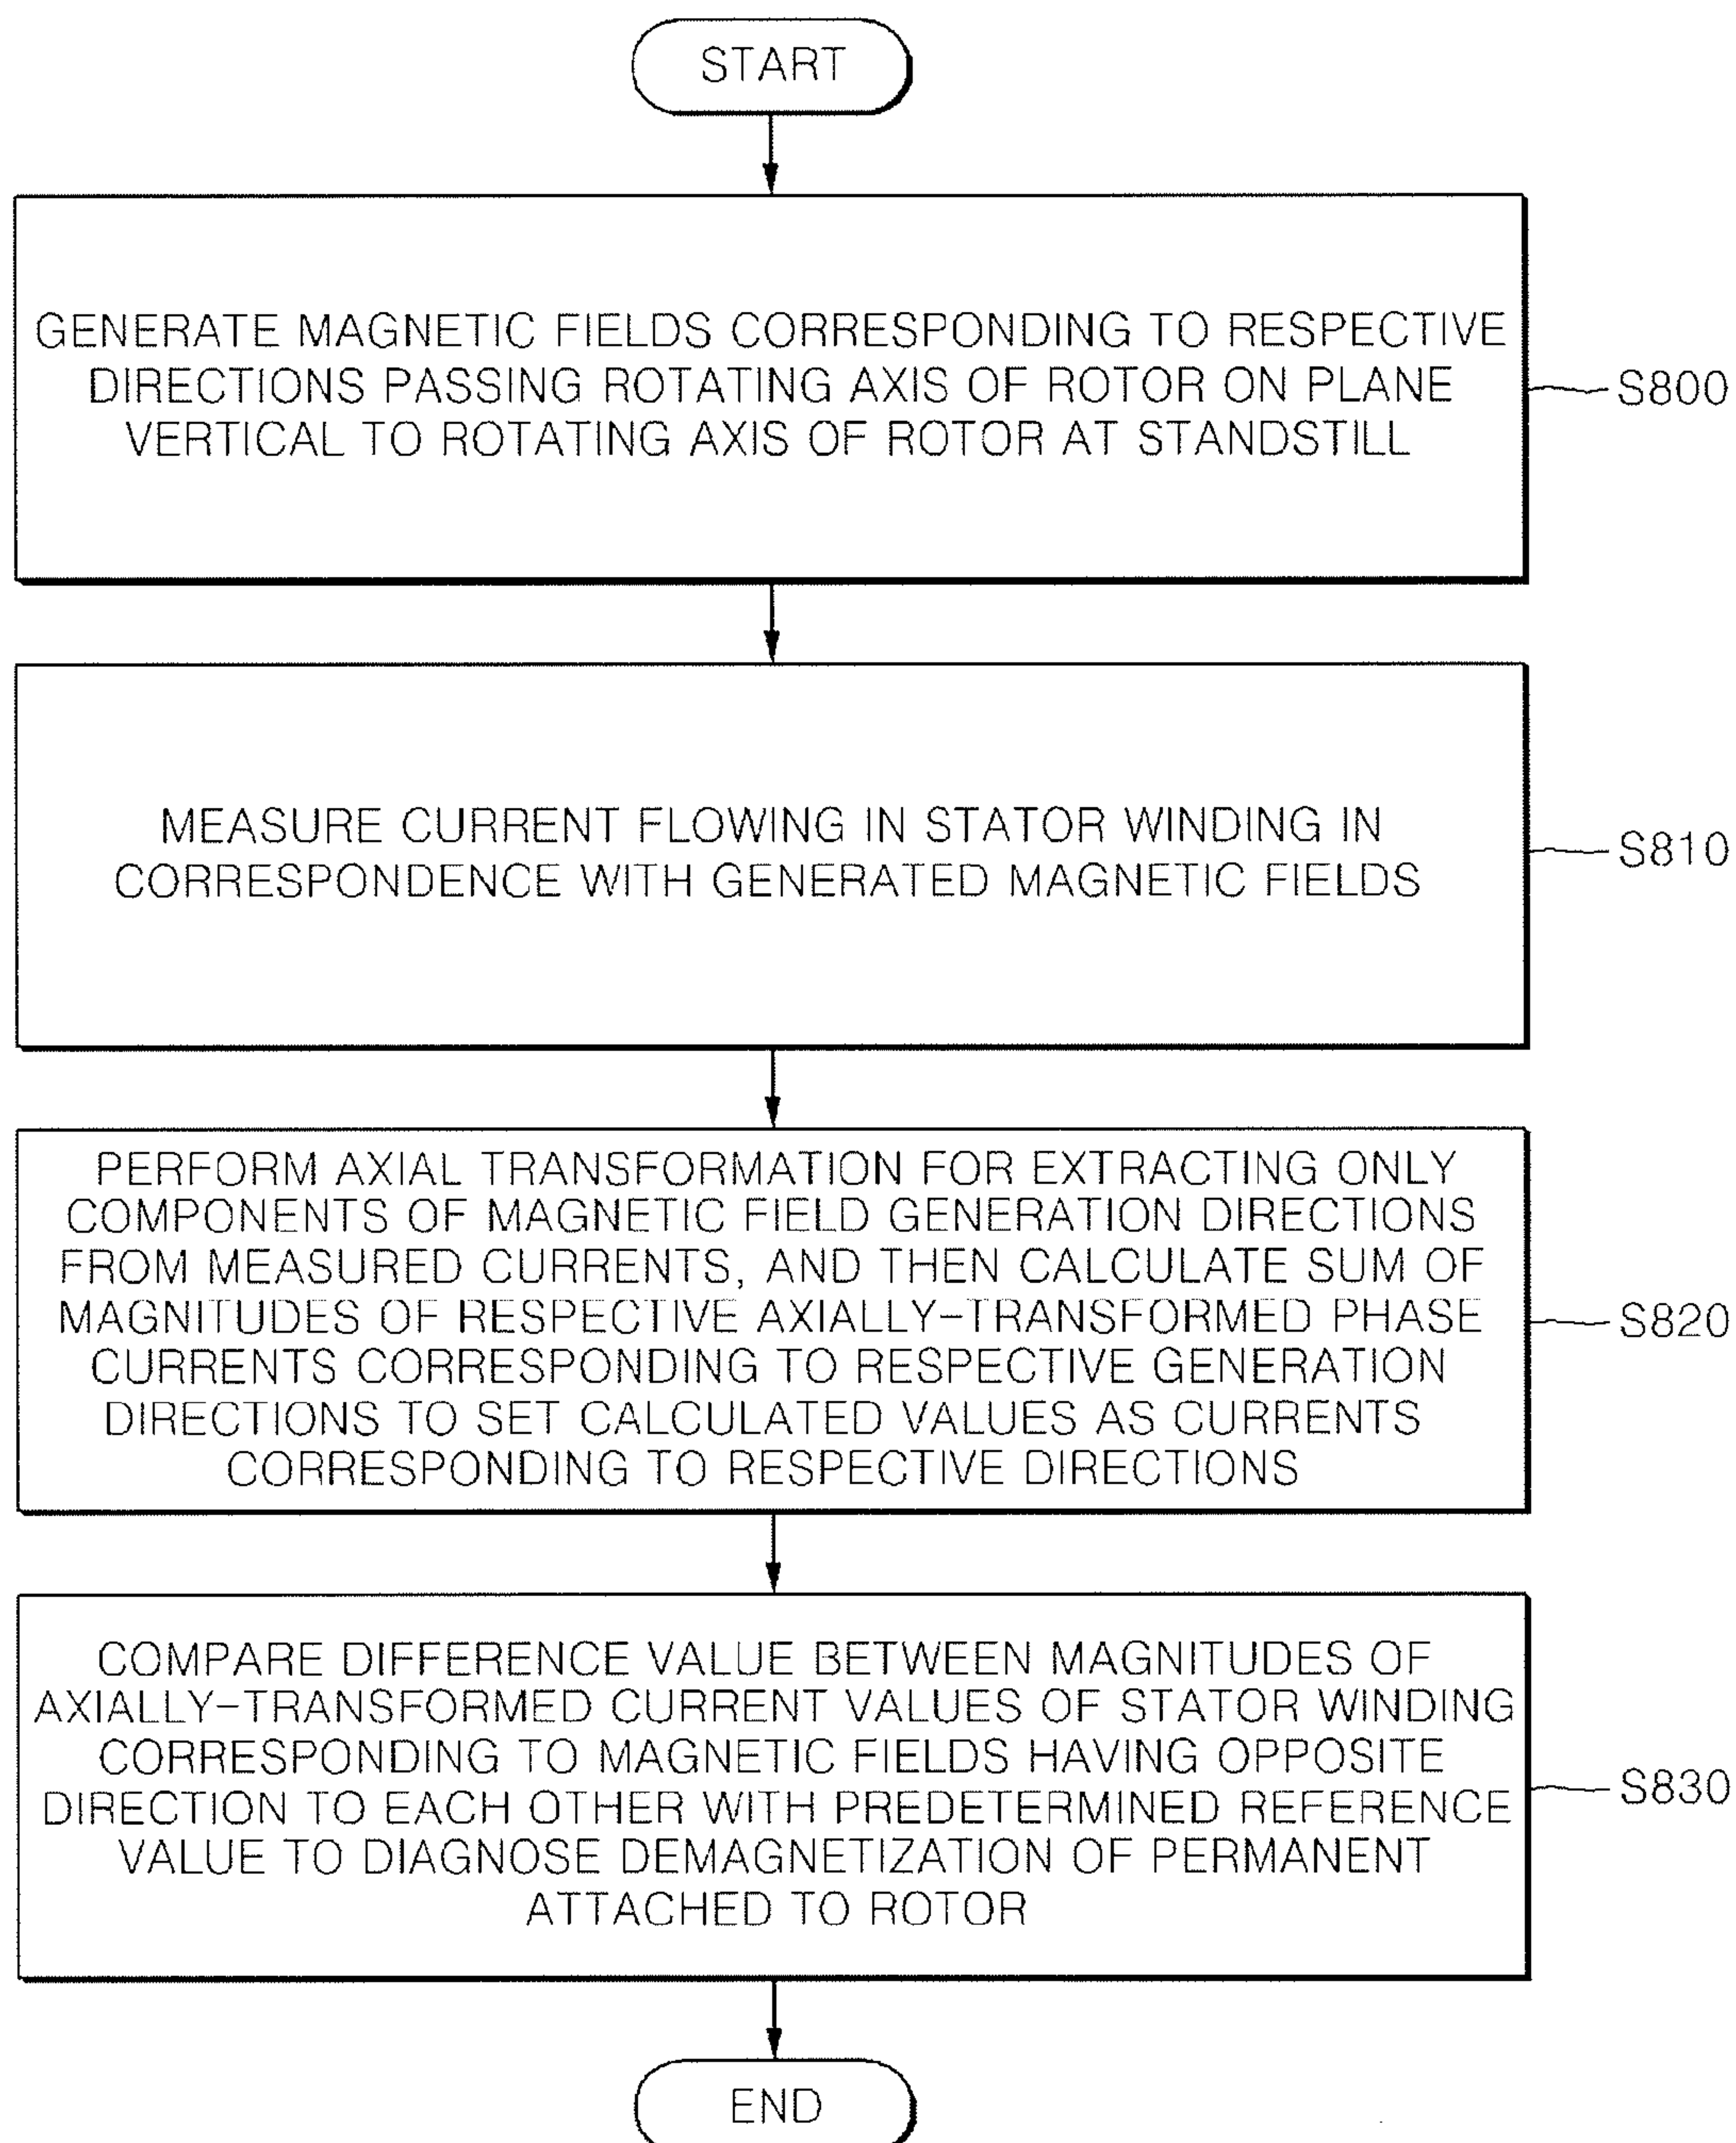 START
GENERATE MAGNETIC FIELDS CORRESPONDING TO RESPECTIVE
DIRECTIONS PASSING ROTATING AXIS OF ROTOR ON PLANE
VERTICAL TO ROTATING AXIS OF ROTOR AT STANDSTILL
S800
MEASURE CURRENT FLOWING IN STATOR WINDING IN
CORRESPONDENCE WITH GENERATED MAGNETIC FIELDS
S810
PERFORM AXIAL TRANSFORMATION FOR EXTRACTING ONLY
COMPONENTS OF MAGNETIC FIELD GENERATION DIRECTIONS
FROM MEASURED CURRENTS, AND THEN CALCULATE SUM OF
MAGNITUDES OF RESPECTIVE AXIALLY-TRANSFORMED PHASE
CURRENTS CORRESPONDING TO RESPECTIVE GENERATION
DIRECTIONS TO SET CALCULATED VALUES AS CURRENTS
CORRESPONDING TO RESPECTIVE DIRECTIONS
S820
COMPARE DIFFERENCE VALUE BETWEEN MAGNITUDES OF
AXIALLY-TRANSFORMED CURRENT VALUES OF STATOR WINDING
CORRESPONDING TO MAGNETIC FIELDS HAVING OPPOSITE
DIRECTION TO EACH OTHER WITH PREDETERMINED REFERENCE
VALUE TO DIAGNOSE DEMAGNETIZATION OF PERMANENT
ATTACHED TO ROTOR
S830
END